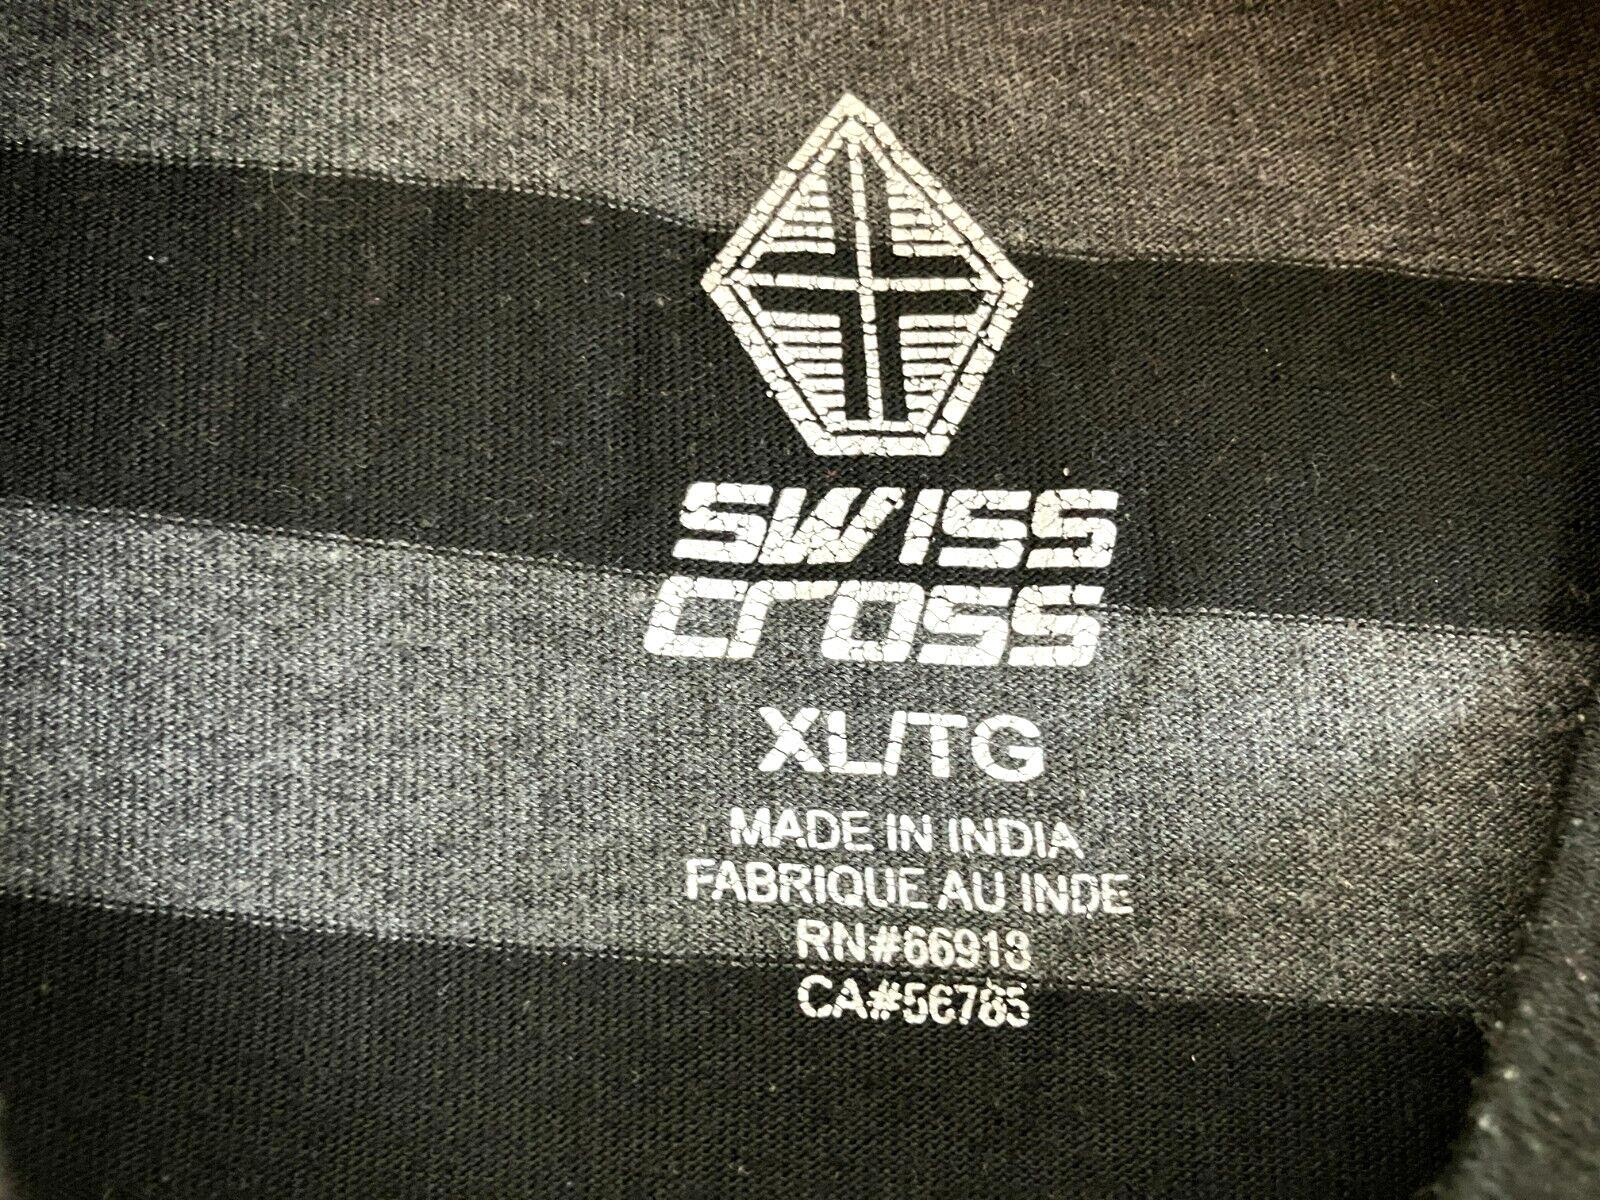 SWISS
CROSS
XL/TG
MADE IN INDIA
FABRIQUE AU INDE
RN#66913
CA#56785